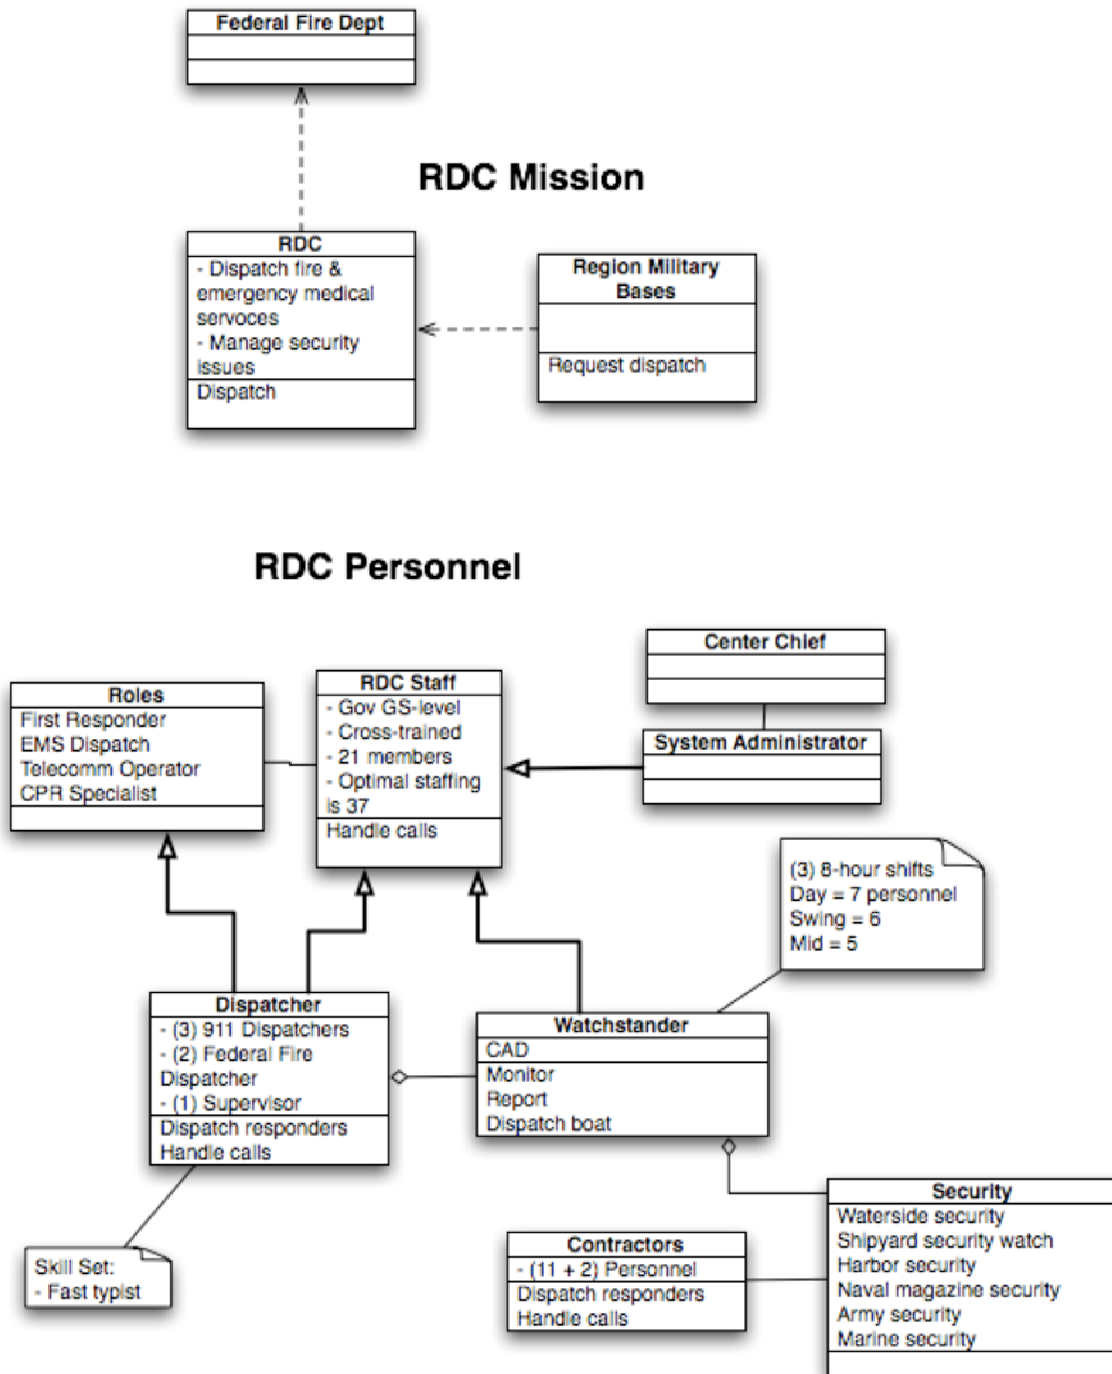 Federal Fire Dept
RDC Mission
RDC
- Dispatch fire &
emergency medical
servoces
- Manage security
issues
Dispatch
Region Military
Bases
Request dispatch
RDC Personnel
Center Chief
System Administrator
Roles
First Responder
EMS Dispatch
Telecomm Operator
CPR Specialist
RDC Staff
- Gov GS-level
- Cross-trained
- 21 members
- Optimal staffing
is 37
Handle calls
(3) 8-hour shifts
Day = 7 personnel
Swing = 6
Mid = 5
Dispatcher
- (3) 911 Dispatchers
- (2) Federal Fire
Dispatcher
- (1) Supervisor
Dispatch responders
Handle calls
Watchstander
CAD
Monitor
Report
Dispatch boat
Skill Set:
- Fast typist
Contractors
- (11 + 2) Personnel
Dispatch responders
Handle calls
Security
Waterside security
Shipyard security watch
Harbor security
Naval magazine security
Army security
Marine security